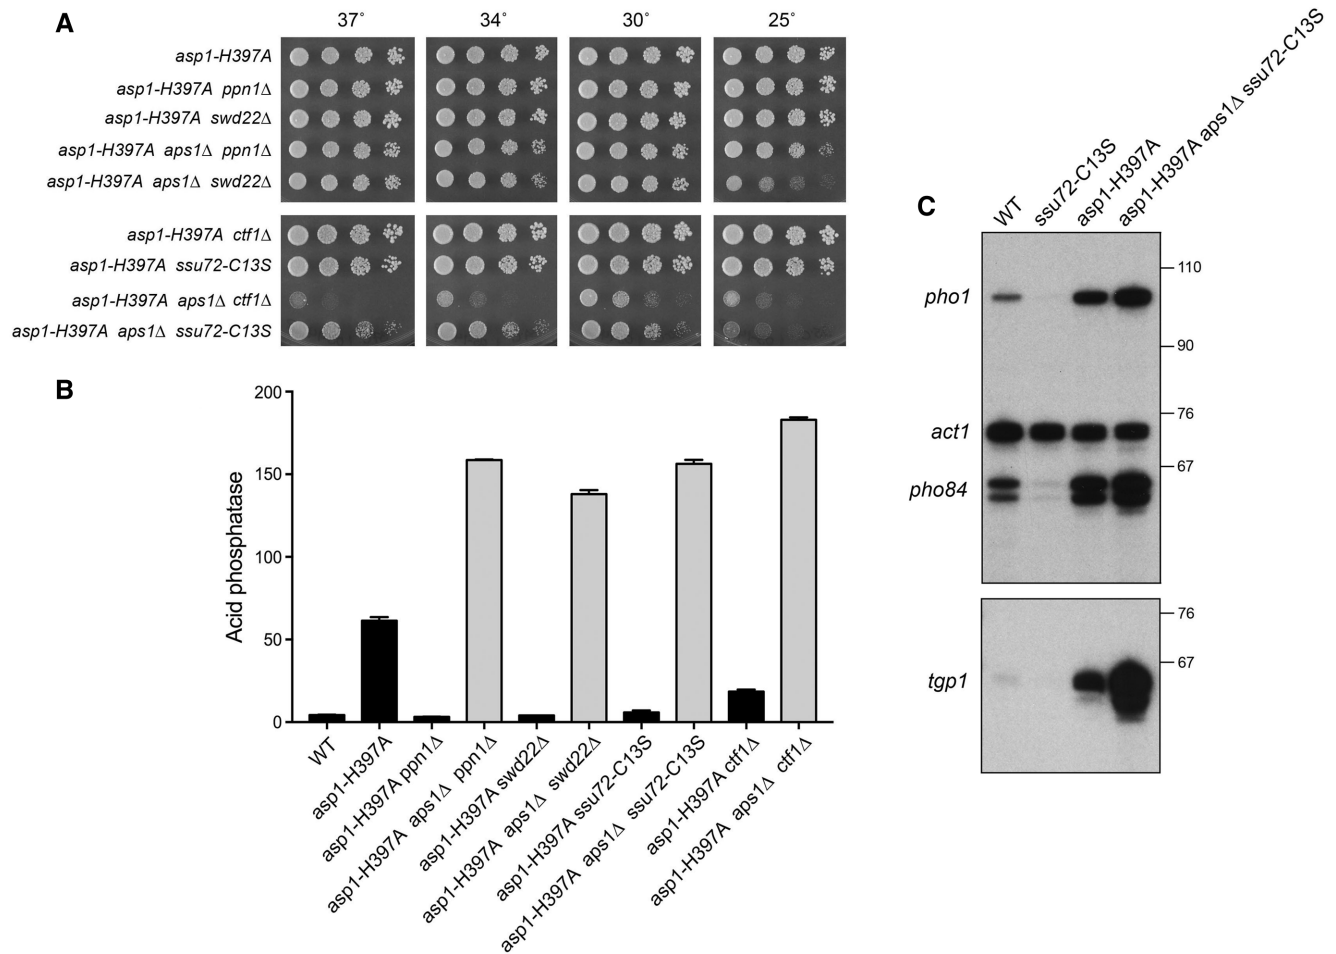 A
37° 34° 30° 25°
asp1-H397A
asp1-H397A ppn1Δ
asp1-H397A swd22Δ
asp1-H397A aps1Δ ppn1Δ
asp1-H397A aps1Δ swd22Δ
asp1-H397A ctf1Δ
asp1-H397A ssu72-C13S
asp1-H397A aps1Δ ctf1Δ
asp1-H397A aps1Δ ssu72-C13S
B
Acid phosphatase
200
150
100
50
0
WT
asp1-H397A
asp1-H397A ppn1Δ
asp1-H397A aps1Δ ppn1Δ
asp1-H397A swd22Δ
asp1-H397A aps1Δ swd22Δ
asp1-H397A ssu72-C13S
asp1-H397A aps1Δ ssu72-C13S
asp1-H397A ctf1Δ
asp1-H397A aps1Δ ctf1Δ
C
WT
ssu72-C13S
asp1-H397A
asp1-H397A aps1Δ ssu72-C13S
pho1
act1
pho84
110
90
76
67
tgp1
76
67